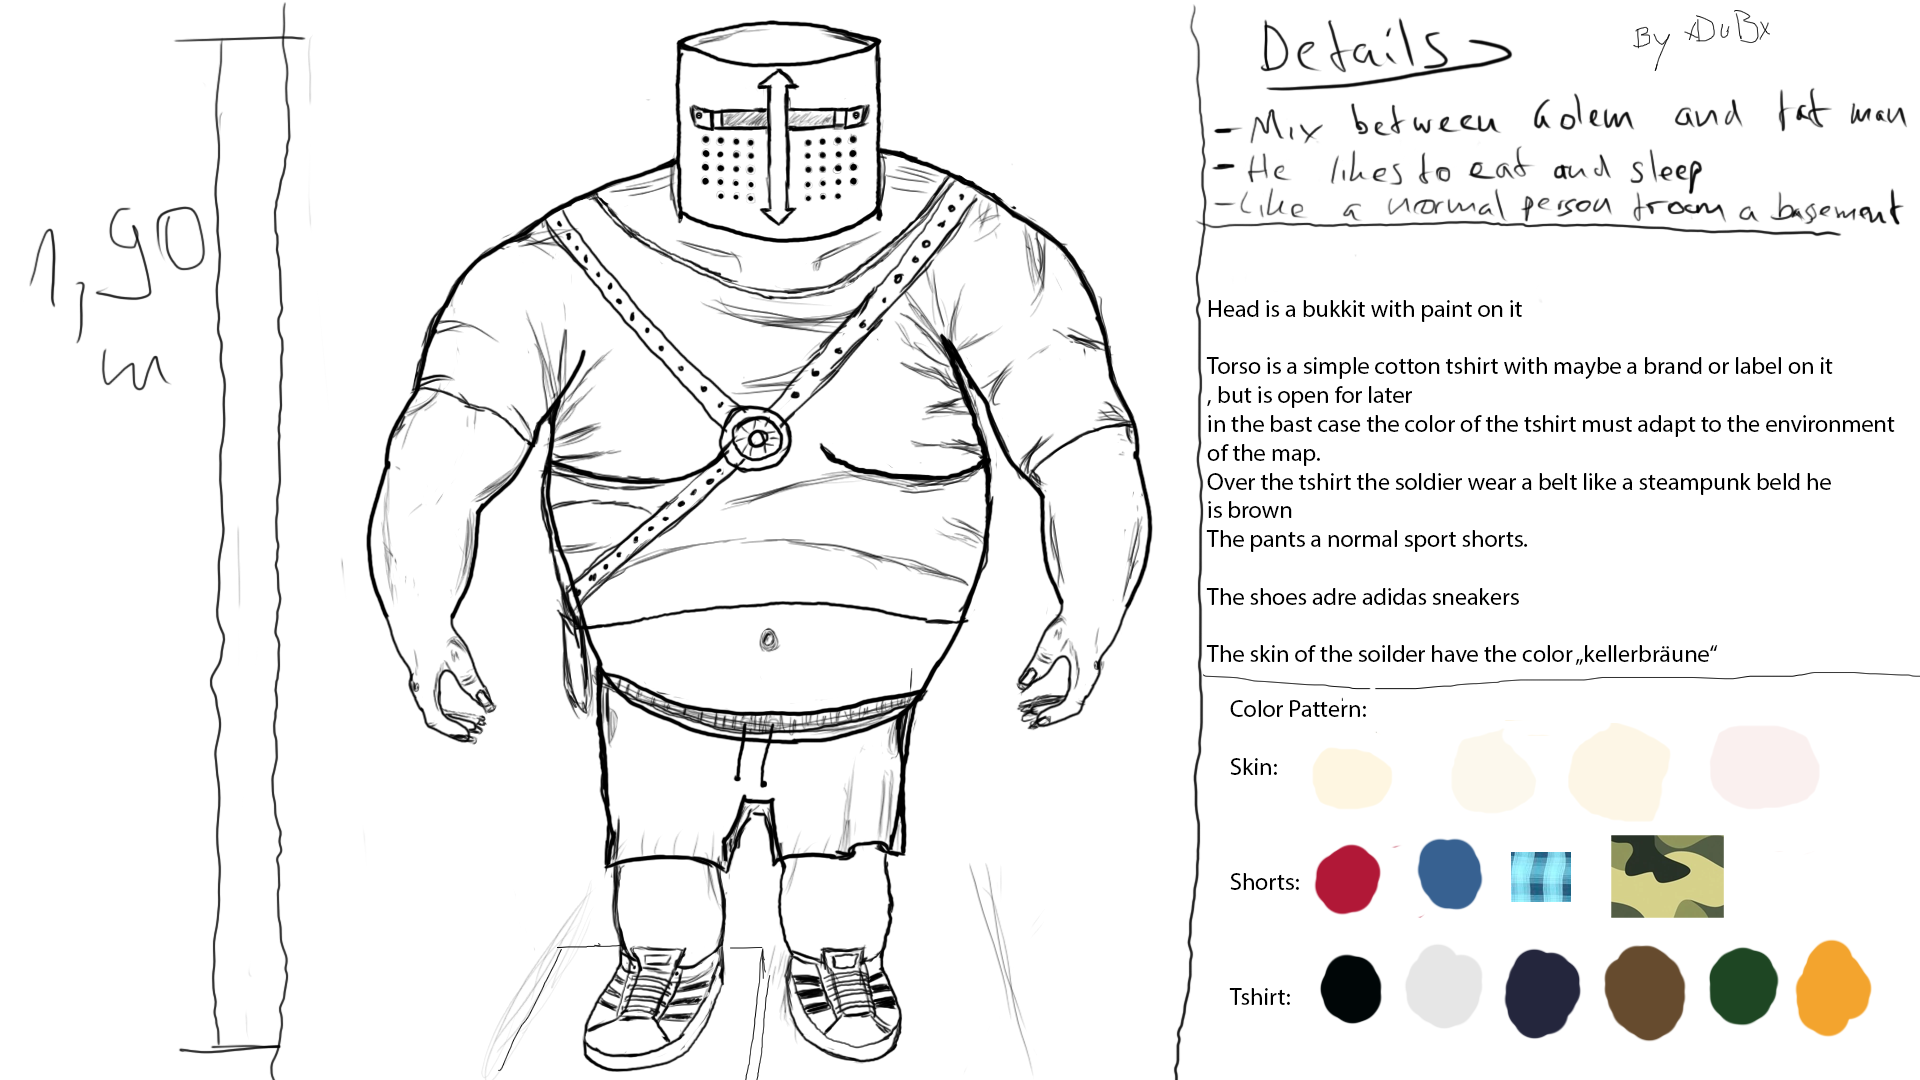 1,90
m
Details
By xDuBx
- Mix between Golem and fat man
- He likes to eat and sleep
- Like a normal person froom a basement
Head is a bukkit with paint on it
Torso is a simple cotton tshirt with maybe a brand or label on it
, but is open for later
in the bast case the color of the tshirt must adapt to the environment
of the map.
Over the tshirt the soldier wear a belt like a steampunk beld he
is brown
The pants a normal sport shorts.
The shoes adre adidas sneakers
The skin of the soilder have the color „kellerbräune“
Color Pattern:
Skin:
Shorts:
Tshirt: